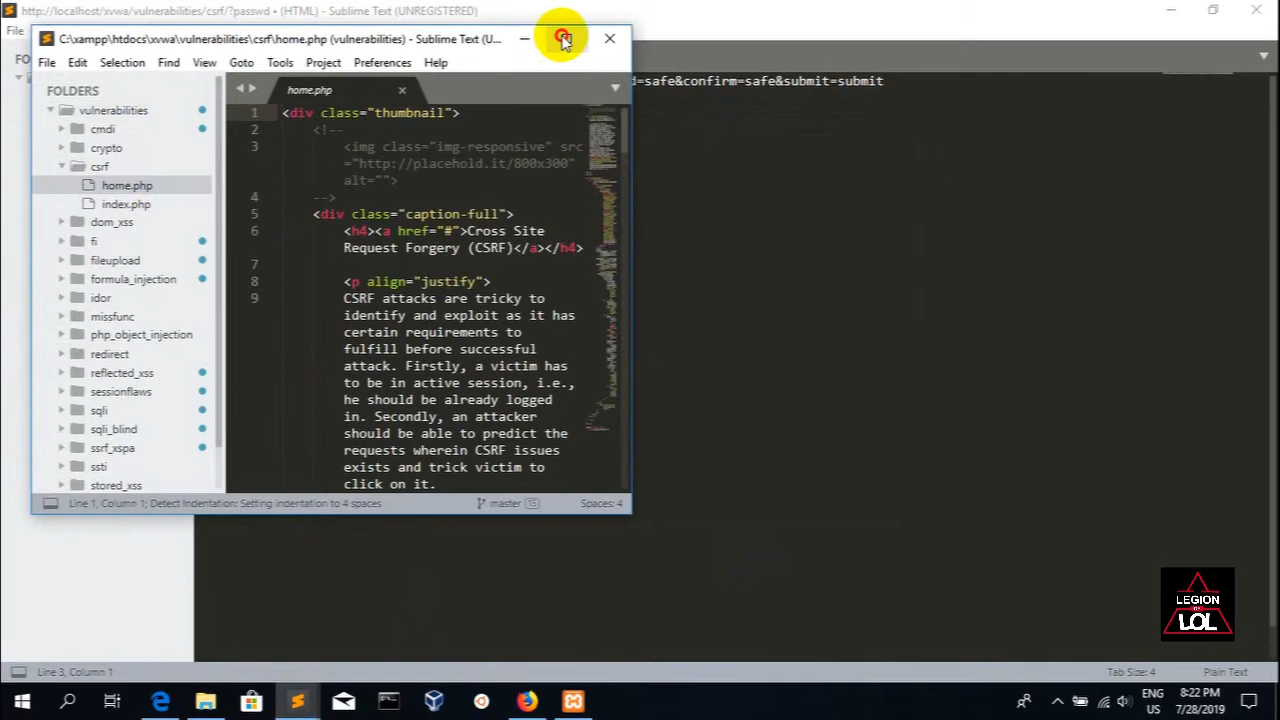 http://localhost/xvwa/vulnerabilities/csrf/?passwd • (HTML) - Sublime Text (UNREGISTERED)
File
FO
d=safe&confirm=safe&submit=submit
C:\xampp\htdocs\xvwa\vulnerabilities\csrf\home.php (vulnerabilities) - Sublime Text (U...
File Edit Selection Find View Goto Tools Project Preferences Help
FOLDERS
vulnerabilities
cmdi
crypto
csrf
home.php
index.php
dom_xss
fi
fileupload
formula_injection
idor
missfunc
php_object_injection
redirect
reflected_xss
sessionflaws
sqli
sqli_blind
ssrf_xspa
ssti
stored_xss
home.php
1 <div class="thumbnail">
2 <!--
3 <img class="img-responsive" src
="http://placehold.it/800x300"
alt="">
4 -->
5 <div class="caption-full">
6 <h4><a href="#">Cross Site
Request Forgery (CSRF)</a></h4>
7
8 <p align="justify">
9 CSRF attacks are tricky to
identify and exploit as it has
certain requirements to
fulfill before successful
attack. Firstly, a victim has
to be in active session, i.e.,
he should be already logged
in. Secondly, an attacker
should be able to predict the
requests wherein CSRF issues
exists and trick victim to
click on it.
Line 1, Column 1; Detect Indentation: Setting indentation to 4 spaces
master 15
Spaces: 4
LEGION
OF
LOL
Line 3, Column 1
Tab Size: 4
Plain Text
ENG
US
8:22 PM
7/28/2019